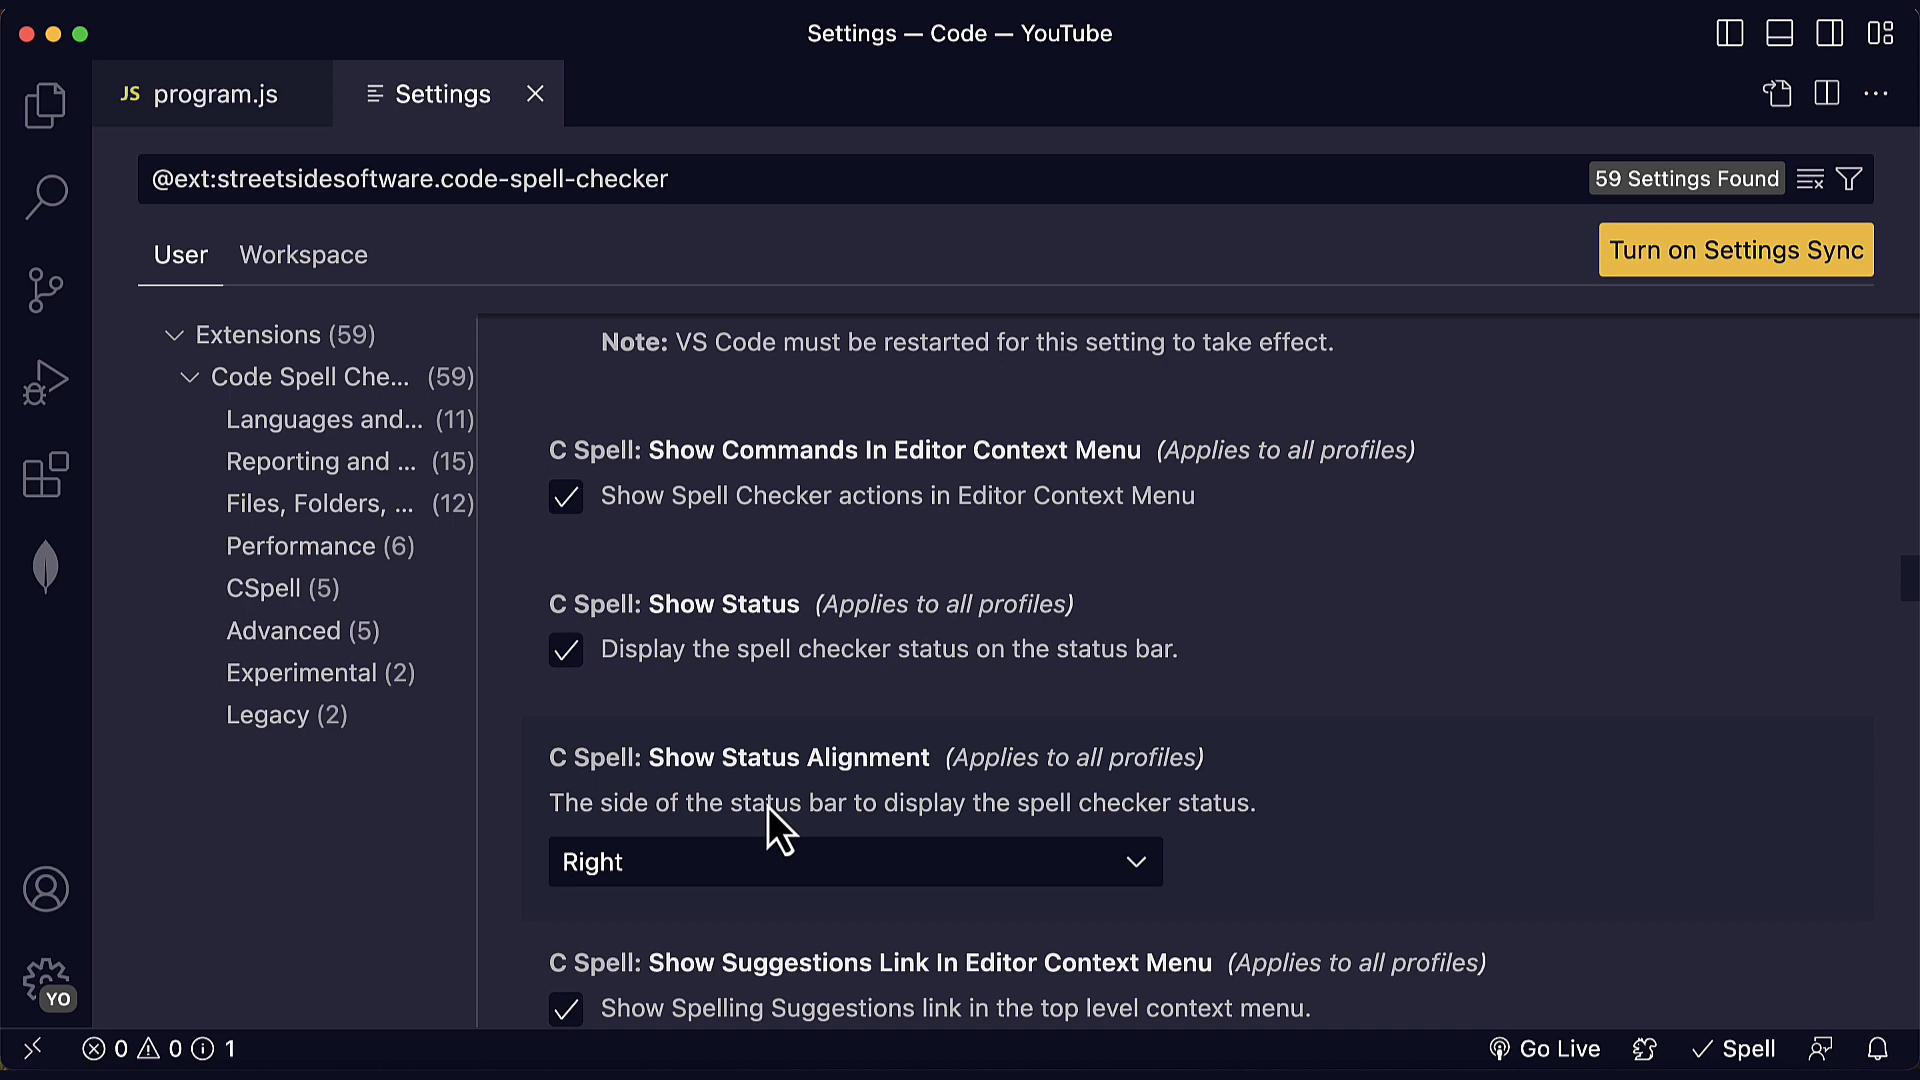 Settings — Code — YouTube
JS program.js
Settings
@ext:streetsidesoftware.code-spell-checker
59 Settings Found
User Workspace
Turn on Settings Sync
Extensions (59)
Code Spell Che... (59)
Languages and... (11)
Reporting and ... (15)
Files, Folders, ... (12)
Performance (6)
CSpell (5)
Advanced (5)
Experimental (2)
Legacy (2)
Note: VS Code must be restarted for this setting to take effect.
C Spell: Show Commands In Editor Context Menu (Applies to all profiles)
Show Spell Checker actions in Editor Context Menu
C Spell: Show Status (Applies to all profiles)
Display the spell checker status on the status bar.
C Spell: Show Status Alignment (Applies to all profiles)
The side of the status bar to display the spell checker status.
Right
C Spell: Show Suggestions Link In Editor Context Menu (Applies to all profiles)
Show Spelling Suggestions link in the top level context menu.
YO
0 0 1
Go Live
Spell